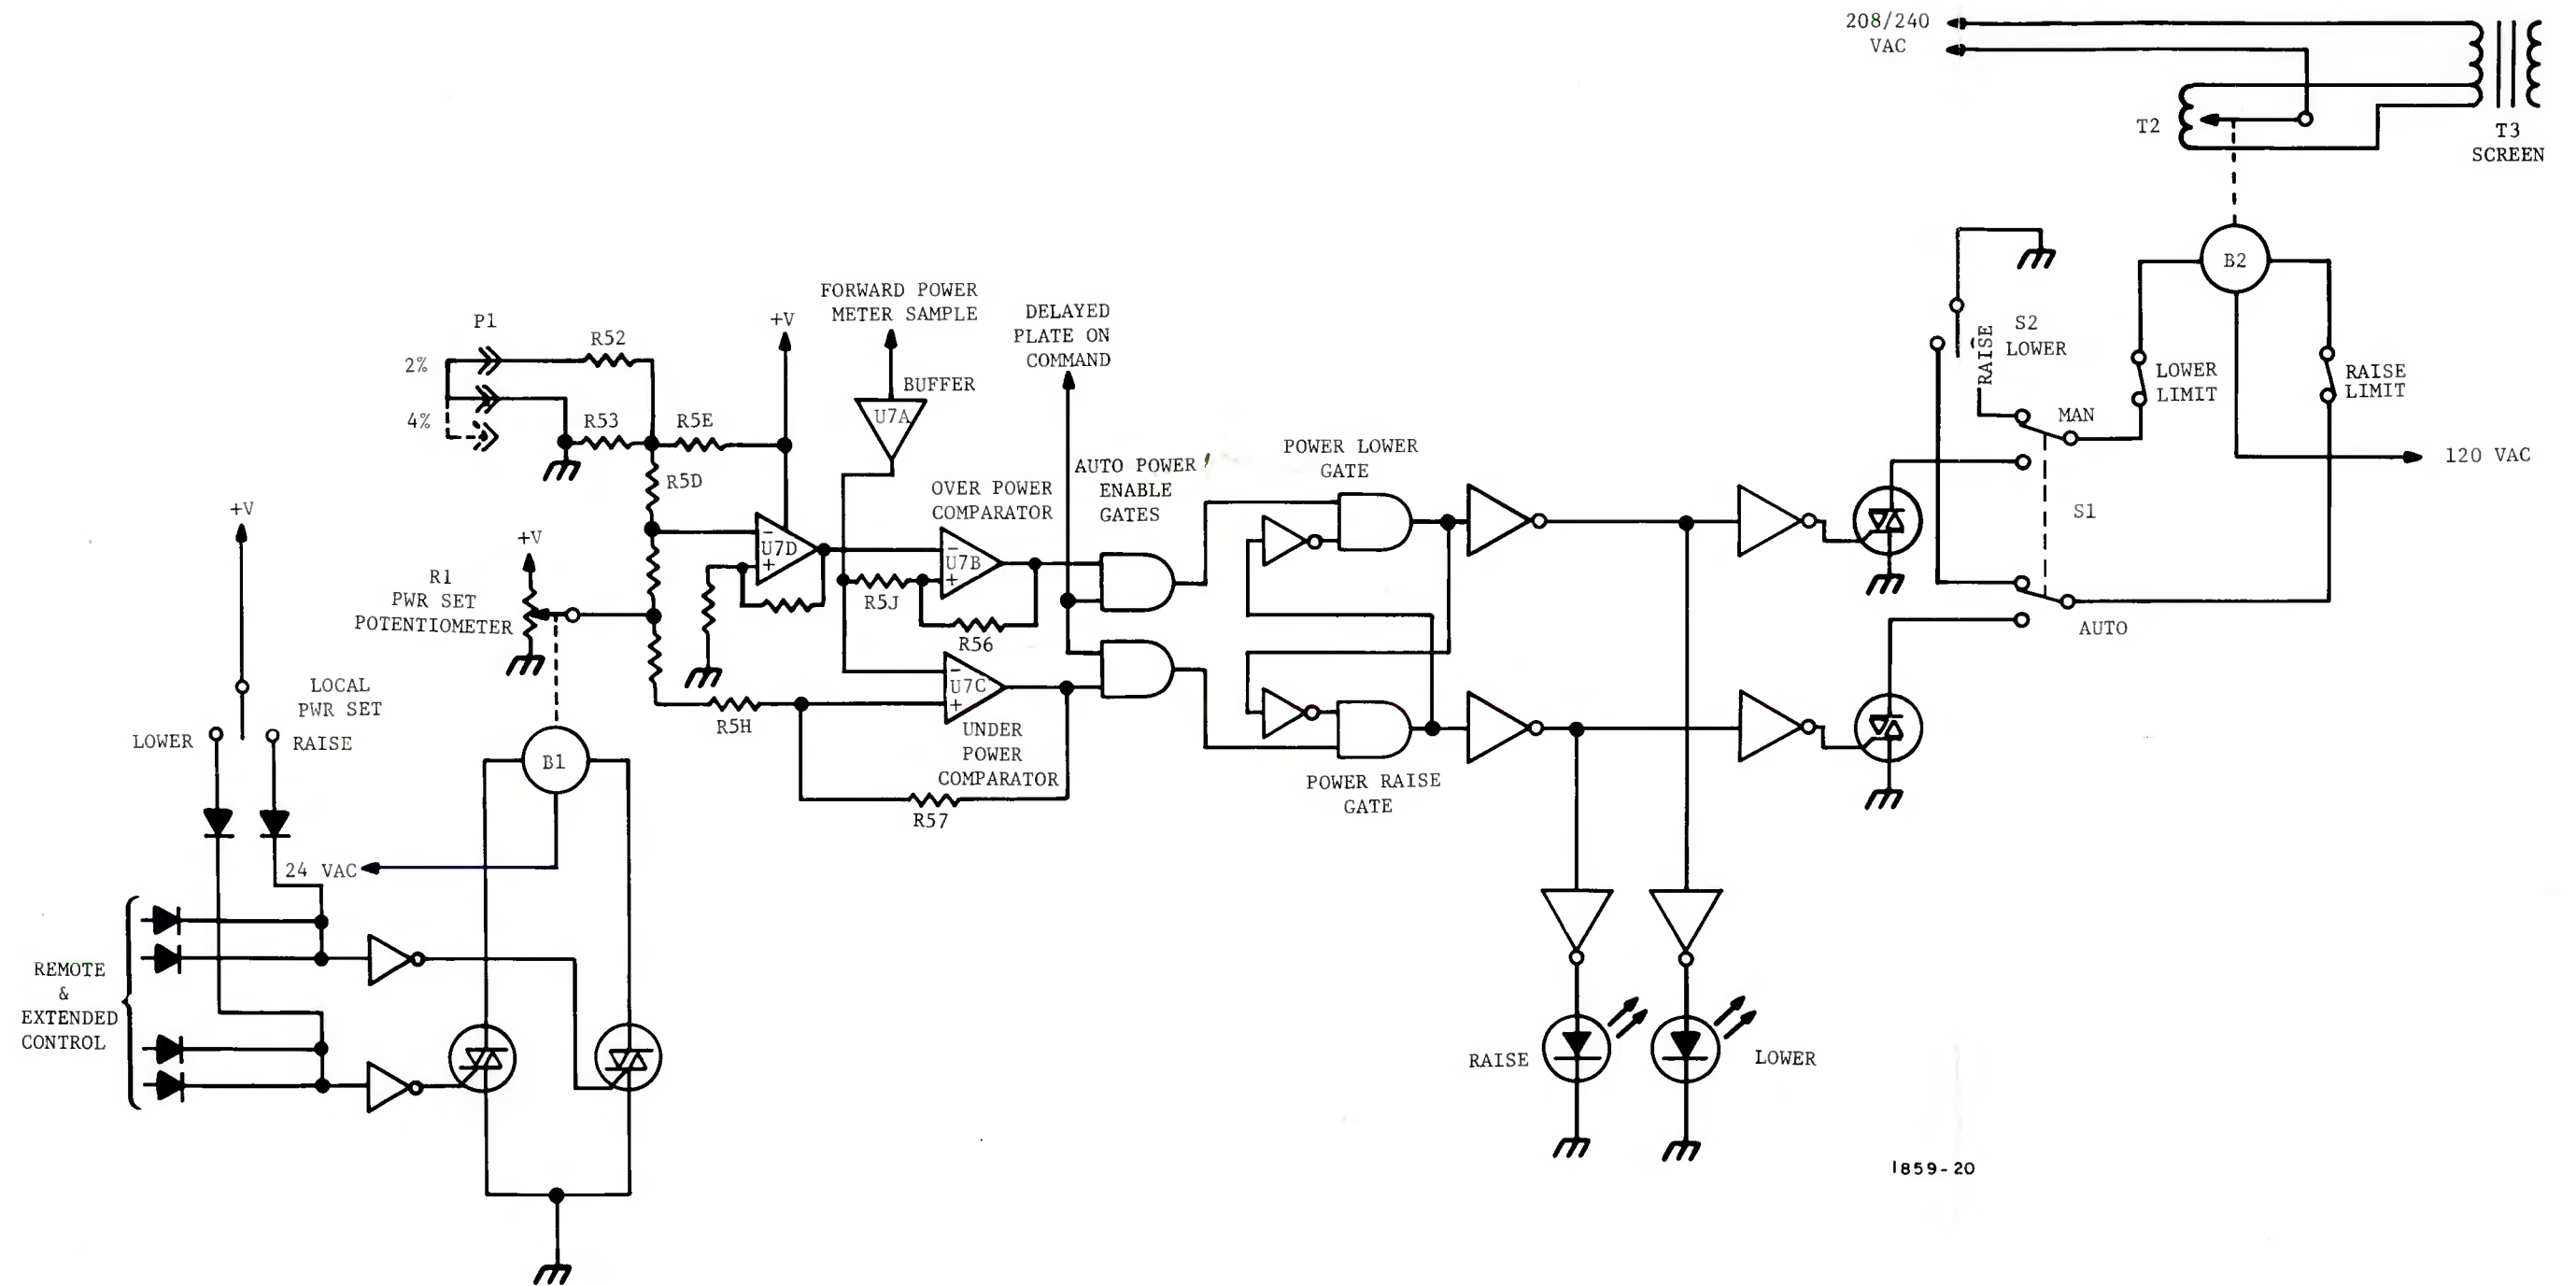 208/240
VAC
T2
T3
SCREEN
B2
S2
LOWER
RAISE
LOWER
LIMIT
RAISE
LIMIT
MAN
120 VAC
S1
AUTO
FORWARD POWER
METER SAMPLE
DELAYED
PLATE ON
COMMAND
+V
P1
R52
2%
4%
R53
R5E
R5D
BUFFER
U7A
OVER POWER
COMPARATOR
AUTO POWER
ENABLE
GATES
POWER LOWER
GATE
+V
+V
U7D
-
+
U7B
-
+
R5J
R56
R1
PWR SET
POTENTIOMETER
U7C
-
+
R5H
UNDER
POWER
COMPARATOR
R57
POWER RAISE
GATE
LOCAL
PWR SET
LOWER
RAISE
B1
24 VAC
REMOTE
&
EXTENDED
CONTROL
RAISE
LOWER
1859-20